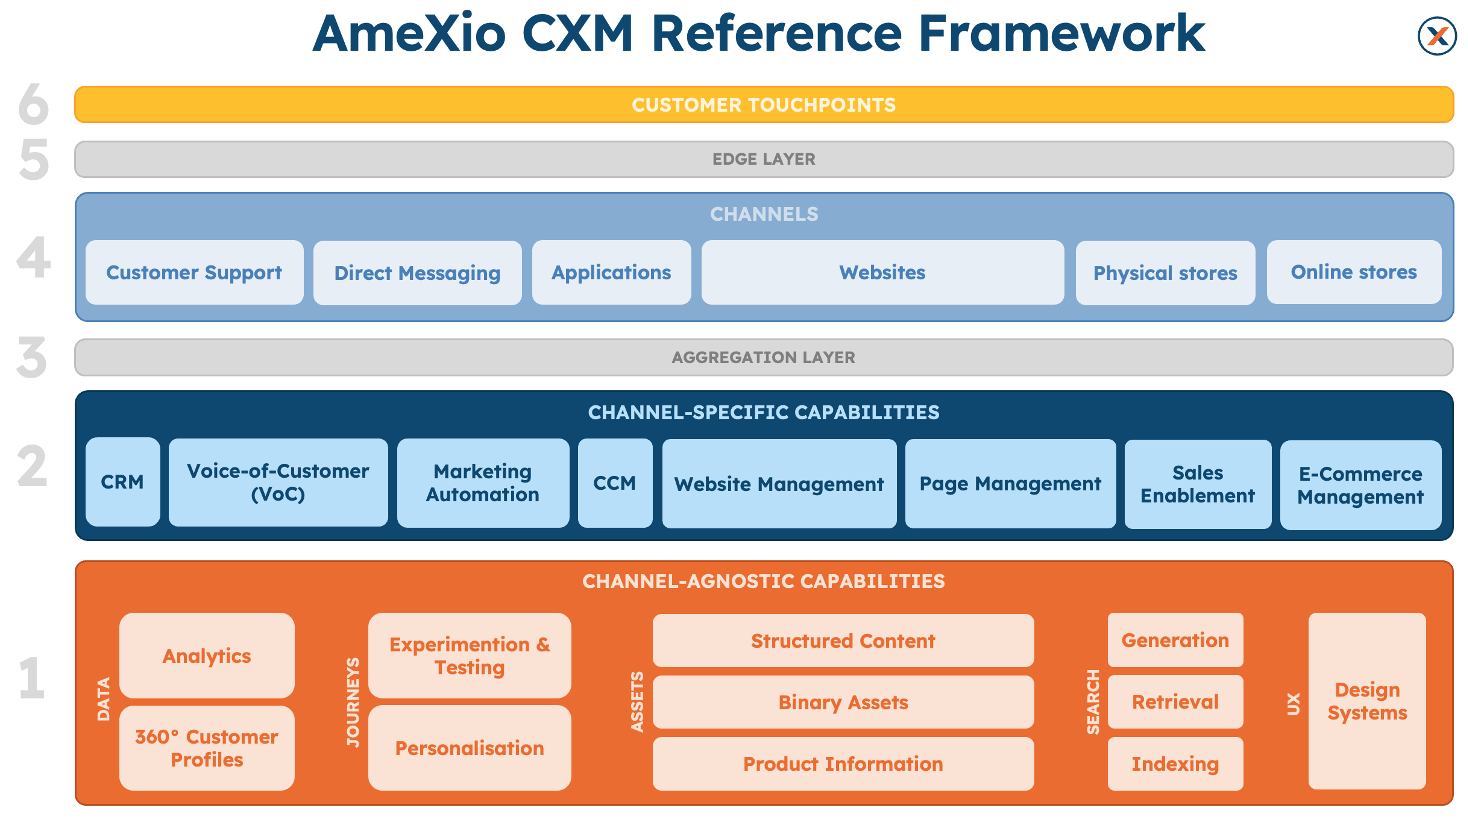 AmeXio CXM Reference Framework
6
CUSTOMER TOUCHPOINTS
5
EDGE LAYER
4
CHANNELS
Customer Support
Direct Messaging
Applications
Websites
Physical stores
Online stores
3
AGGREGATION LAYER
2
CHANNEL-SPECIFIC CAPABILITIES
CRM
Voice-of-Customer
(VoC)
Marketing
Automation
CCM
Website Management
Page Management
Sales
Enablement
E-Commerce
Management
1
CHANNEL-AGNOSTIC CAPABILITIES
DATA
Analytics
360° Customer
Profiles
JOURNEYS
Experimention &
Testing
Personalisation
ASSETS
Structured Content
Binary Assets
Product Information
SEARCH
Generation
Retrieval
Indexing
UX
Design
Systems